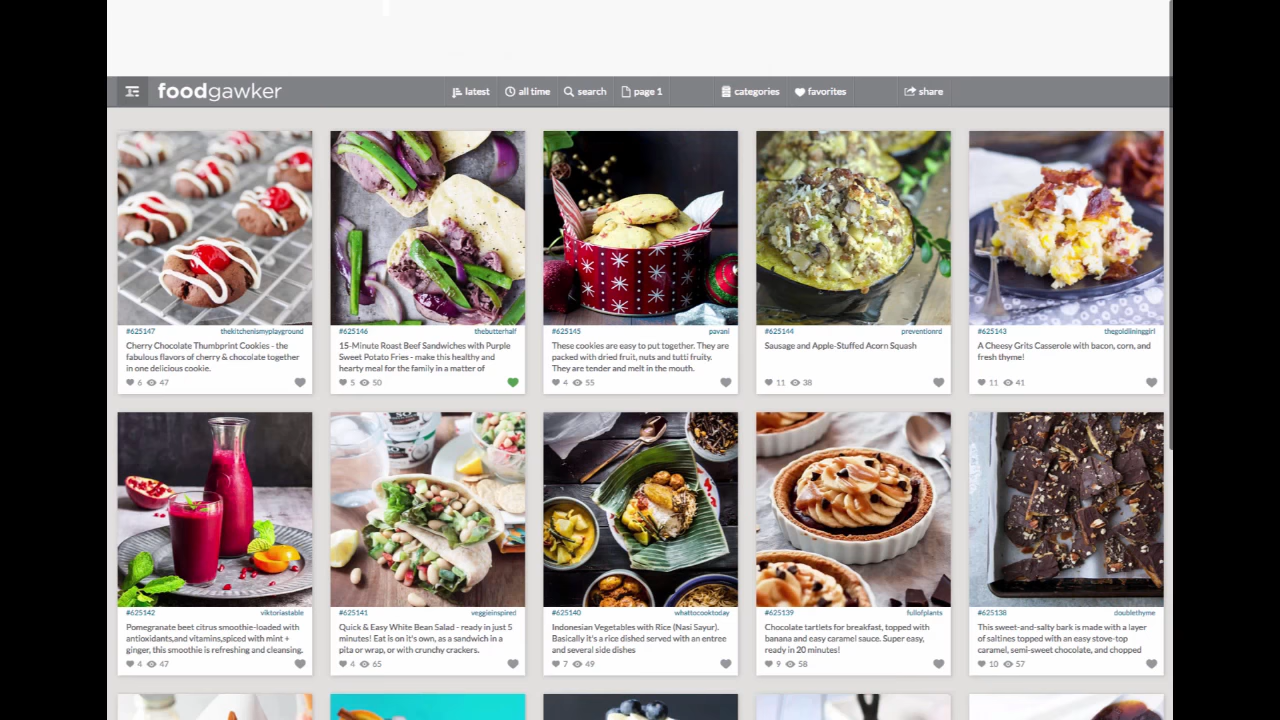 foodgawker
latest
all time
search
page 1
categories
favorites
share
#625147 thekitchenismyplayground
Cherry Chocolate Thumbprint Cookies - the
fabulous flavors of cherry & chocolate together
in one delicious cookie.
6 47
#625146 thebutterhalf
15-Minute Roast Beef Sandwiches with Purple
Sweet Potato Fries - make this healthy and
hearty meal for the family in a matter of
5 50
#625145 pavani
These cookies are easy to put together. They are
packed with dried fruit, nuts and tutti fruity.
They are tender and melt in the mouth.
4 55
#625144 preventionrd
Sausage and Apple-Stuffed Acorn Squash
11 38
#625143 thegoldlininggirl
A Cheesy Grits Casserole with bacon, corn, and
fresh thyme!
11 41
#625142 viktoriastable
Pomegranate beet citrus smoothie-loaded with
antioxidants,and vitamins,spiced with mint +
ginger, this smoothie is refreshing and cleansing.
4 47
#625141 veggieinspired
Quick & Easy White Bean Salad - ready in just 5
minutes! Eat is on it's own, as a sandwich in a
pita or wrap, or with crunchy crackers.
4 65
#625140 whattocooktoday
Indonesian Vegetables with Rice (Nasi Sayur).
Basically it's a rice dished served with an entree
and several side dishes
7 49
#625139 fullofplants
Chocolate tartlets for breakfast, topped with
banana and easy caramel sauce. Super easy,
ready in 20 minutes!
9 58
#625138 doublethyme
This sweet-and-salty bark is made with a layer
of saltines topped with an easy stove-top
caramel, semi-sweet chocolate, and chopped
10 57